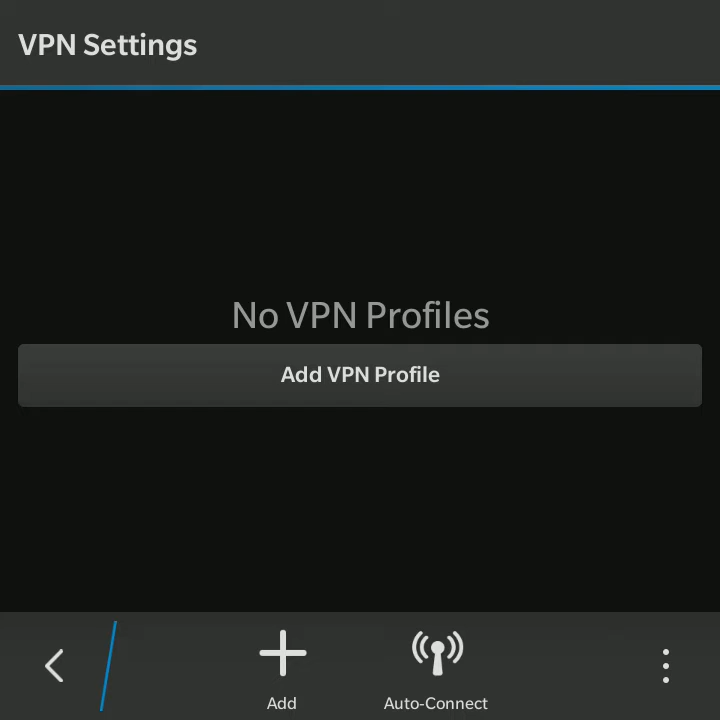 VPN Settings
No VPN Profiles
Add VPN Profile
Add
Auto-Connect